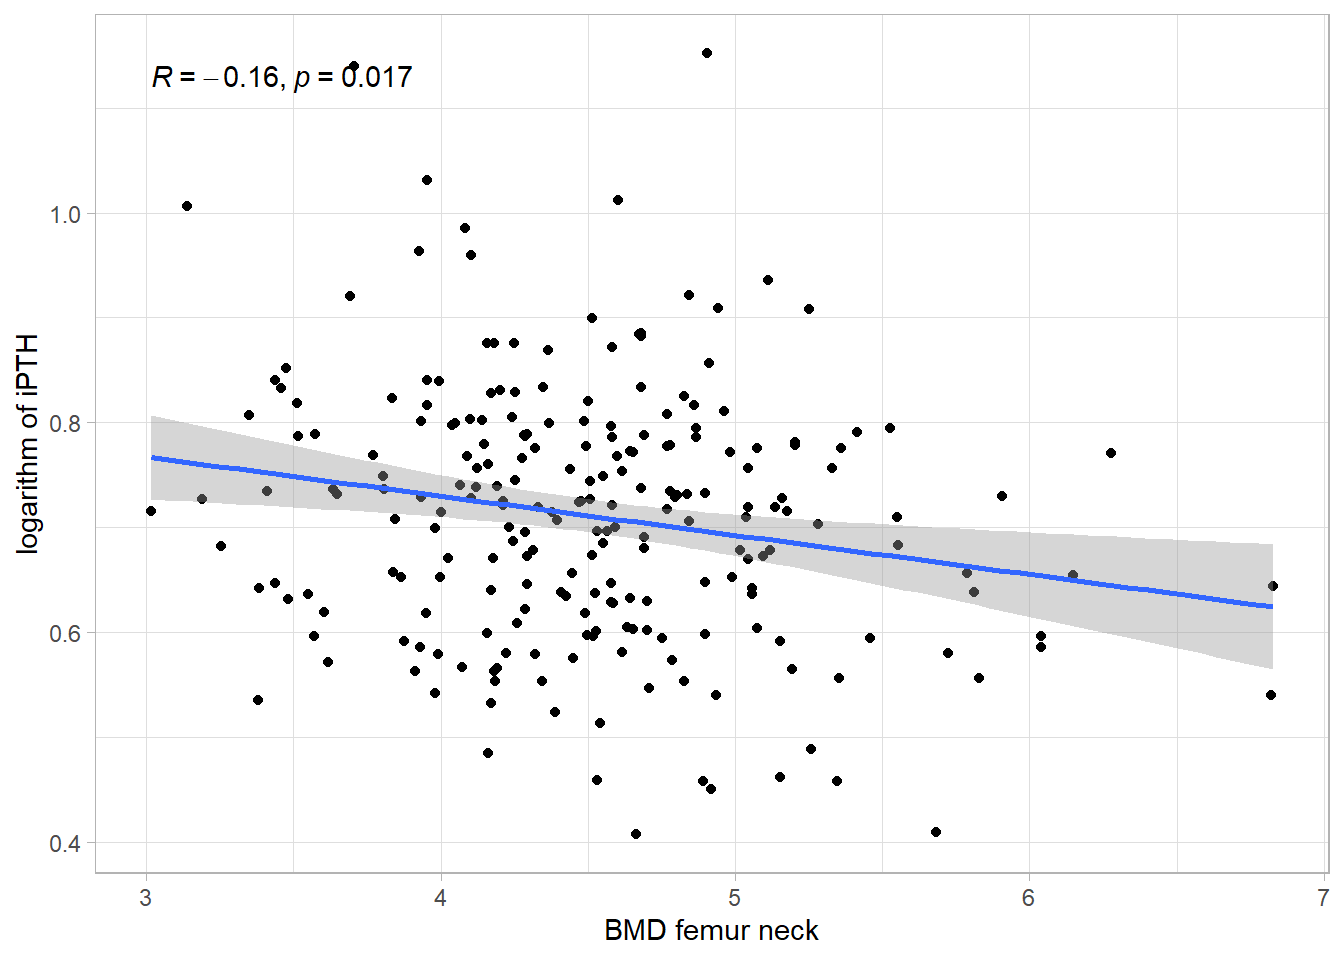 R = −0.16, p = 0.017
1.0
0.8
0.6
0.4
logarithm of iPTH
3 4 5 6 7
BMD femur neck